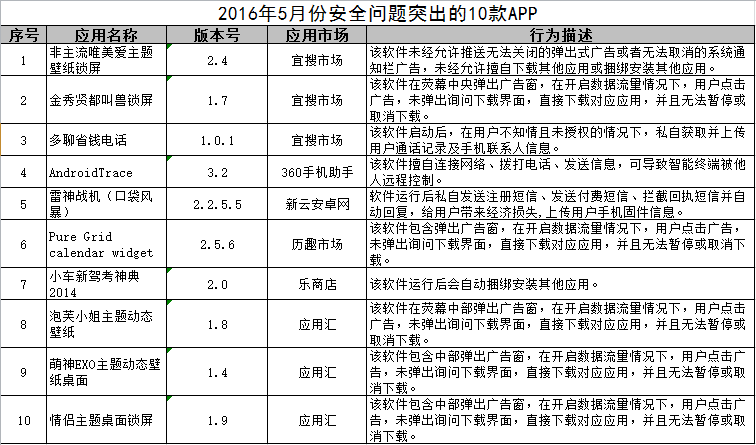 2016年5月份安全问题突出的10款APP
序号 应用名称 版本号 应用市场 行为描述
1 非主流唯美爱主题壁纸锁屏 2.4 宜搜市场 该软件未经允许推送无法关闭的弹出式广告或者无法取消的系统通知栏广告，未经允许擅自下载其他应用或捆绑安装其他应用。
2 金秀贤都叫兽锁屏 1.7 宜搜市场 该软件在荧幕中央弹出广告窗，在开启数据流量情况下，用户点击广告，未弹出询问下载界面，直接下载对应应用，并且无法暂停或取消下载。
3 多聊省钱电话 1.0.1 宜搜市场 该软件启动后，在用户不知情且未授权的情况下，私自获取并上传用户通话记录及手机联系人信息。
4 AndroidTrace 3.2 360手机助手 该软件擅自连接网络、拨打电话、发送信息，可导致智能终端被他人远程控制。
5 雷神战机（口袋风暴） 2.2.5.5 新云安卓网 软件运行后私自发送注册短信、发送付费短信、拦截回执短信并自动回复，给用户带来经济损失,上传用户手机固件信息。
6 Pure Grid calendar widget 2.5.6 历趣市场 该软件包含弹出广告窗，在开启数据流量情况下，用户点击广告，未弹出询问下载界面，直接下载对应应用，并且无法暂停或取消下载。
7 小车新驾考神典2014 2.0 乐商店 该软件运行后会自动捆绑安装其他应用。
8 泡芙小姐主题动态壁纸 1.8 应用汇 该软件在荧幕中部弹出广告窗，在开启数据流量情况下，用户点击广告，未弹出询问下载界面，直接下载对应应用，并且无法暂停或取消下载。
9 萌神EXO主题动态壁纸桌面 1.4 应用汇 该软件包含中部弹出广告窗，在开启数据流量情况下，用户点击广告，未弹出询问下载界面，直接下载对应应用，并且无法暂停或取消下载。
10 情侣主题桌面锁屏 1.9 应用汇 该软件包含中部弹出广告窗，在开启数据流量情况下，用户点击广告，未弹出询问下载界面，直接下载对应应用，并且无法暂停或取消下载。